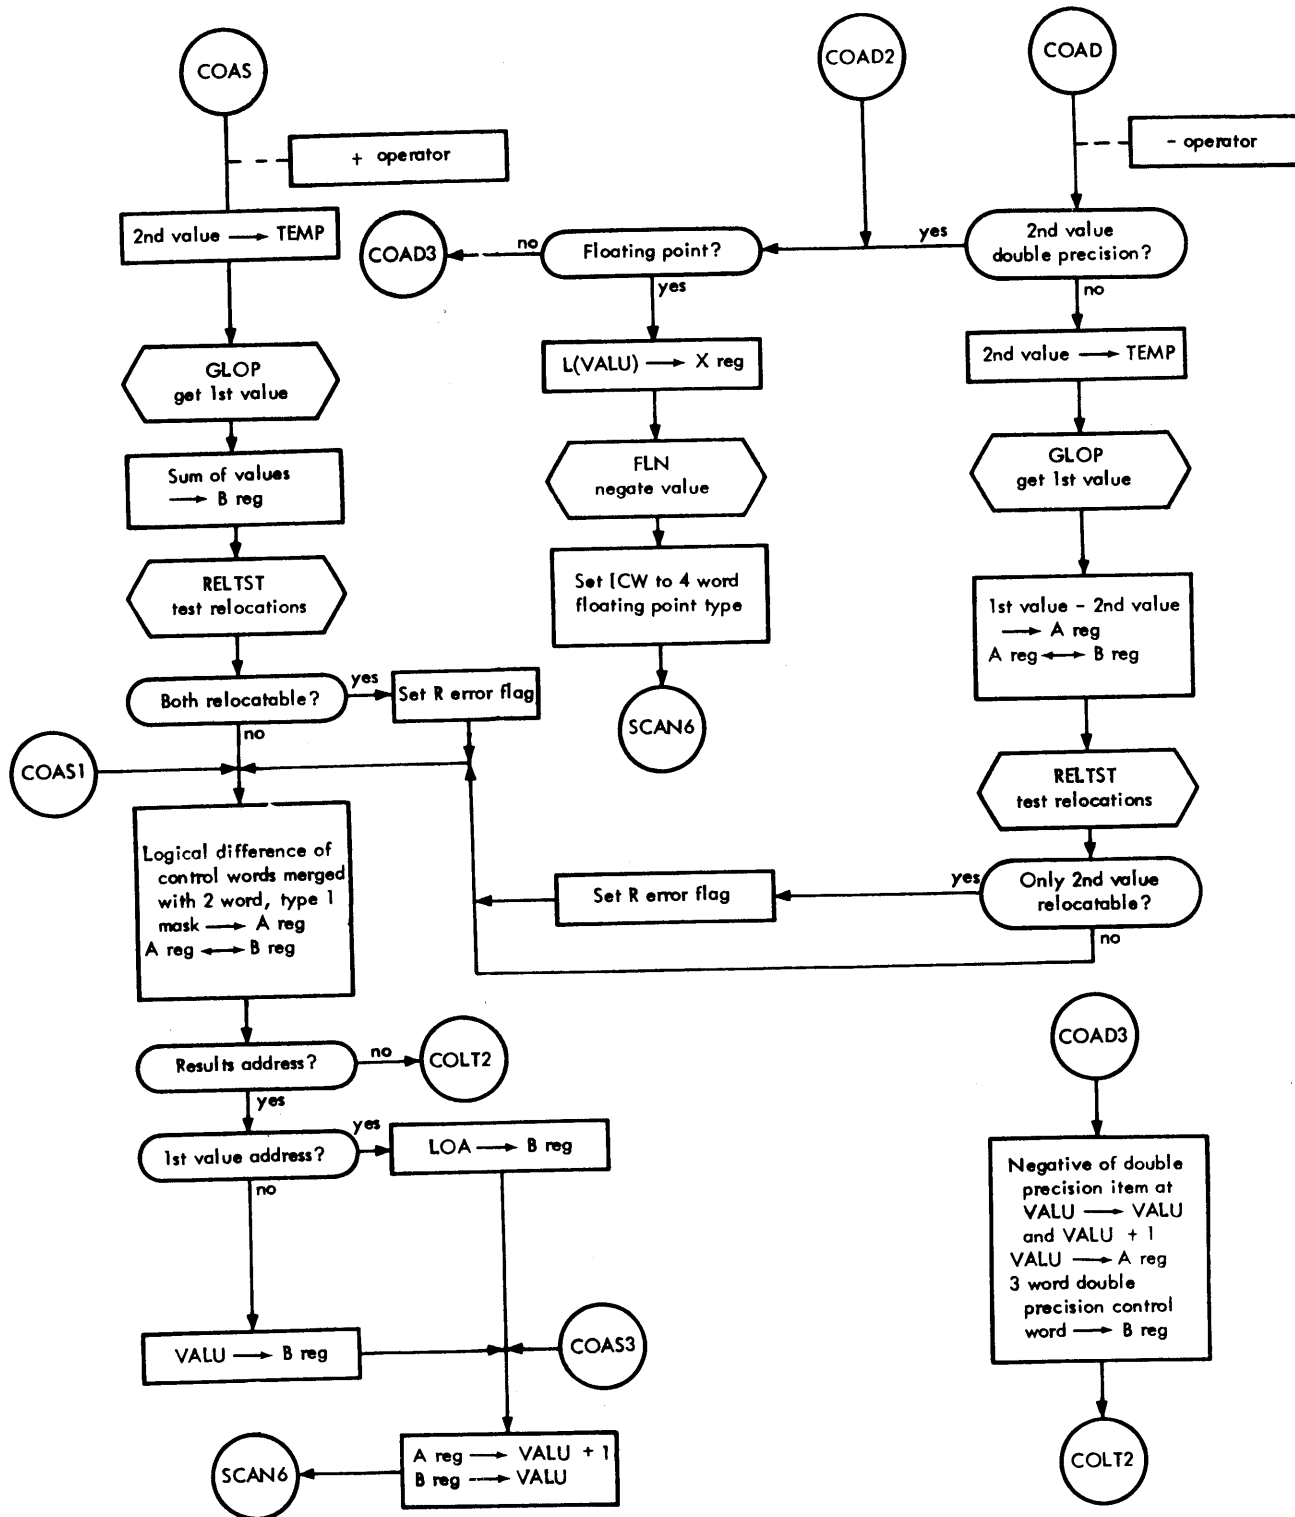 COAS
+ operator
2nd value → TEMP
GLOP
get 1st value
Sum of values
→ B reg
RELTST
test relocations
Both relocatable?
yes
Set R error flag
no
COAS1
Logical difference of
control words merged
with 2 word, type 1
mask → A reg
A reg ↔ B reg
Results address?
no
COLT2
yes
1st value address?
yes
LOA → B reg
no
VALU → B reg
COAS3
A reg → VALU + 1
B reg → VALU
SCAN6
COAD2
COAD3
no
Floating point?
yes
L(VALU) → X reg
FLN
negate value
Set [CW to 4 word
floating point type
SCAN6
COAD
- operator
yes
2nd value
double precision?
no
2nd value → TEMP
GLOP
get 1st value
1st value - 2nd value
→ A reg
A reg ↔ B reg
RELTST
test relocations
Only 2nd value
relocatable?
yes
Set R error flag
no
COAD3
Negative of double
precision item at
VALU → VALU
and VALU + 1
VALU → A reg
3 word double
precision control
word → B reg
COLT2